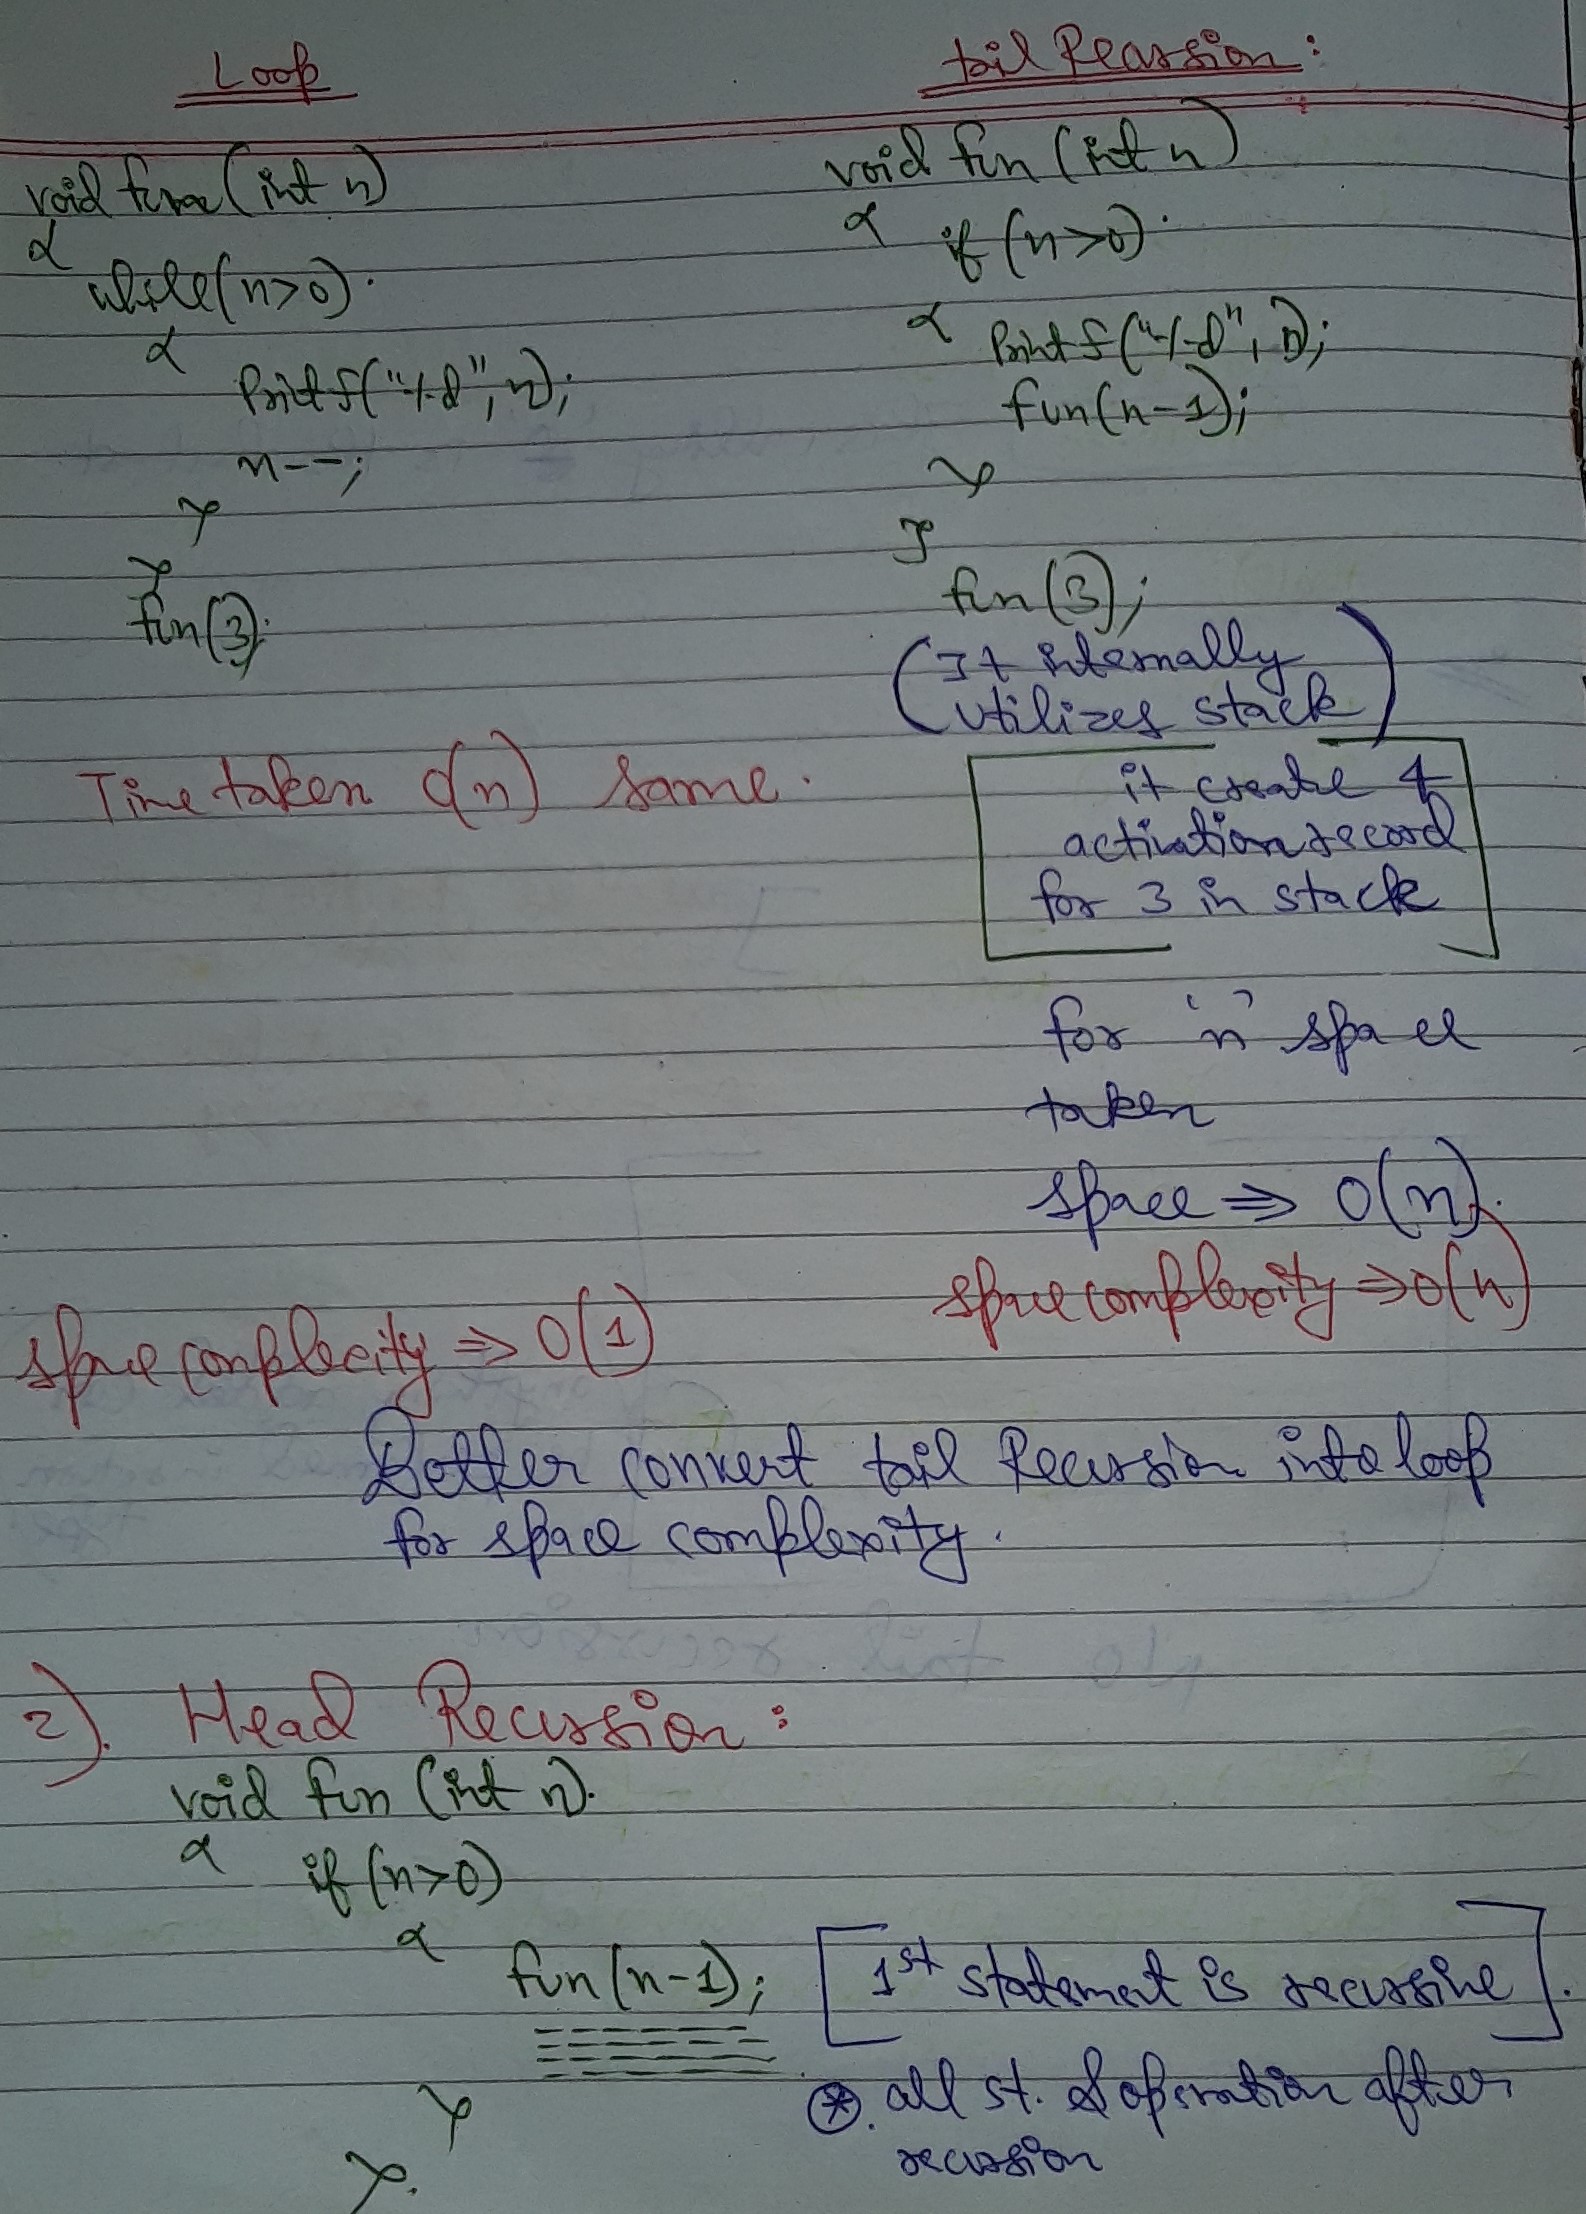 Loop
void func(int n)
{
while(n>0)
{
Printf("%d", n);
n--;
}
}
fun(3);
Time taken O(n) same.
space complexcity ⇒ O(1)
tail Recursion:
void fun (int n)
{ if (n>0)
{ Printf("%d", n);
fun(n-1);
}
}
fun(3);
(It internally
utilizes stack)
it create 4
activation record
for 3 in stack
for 'n' space
taken
space ⇒ O(n).
space complexity ⇒ O(n)
Better convert tail Recursion into loop
for space complexity.
2). Head Recursion:
void fun (int n).
{ if (n>0)
{
fun(n-1); [1st statement is recursive].
}
* all st. & operation after
recursion
}.